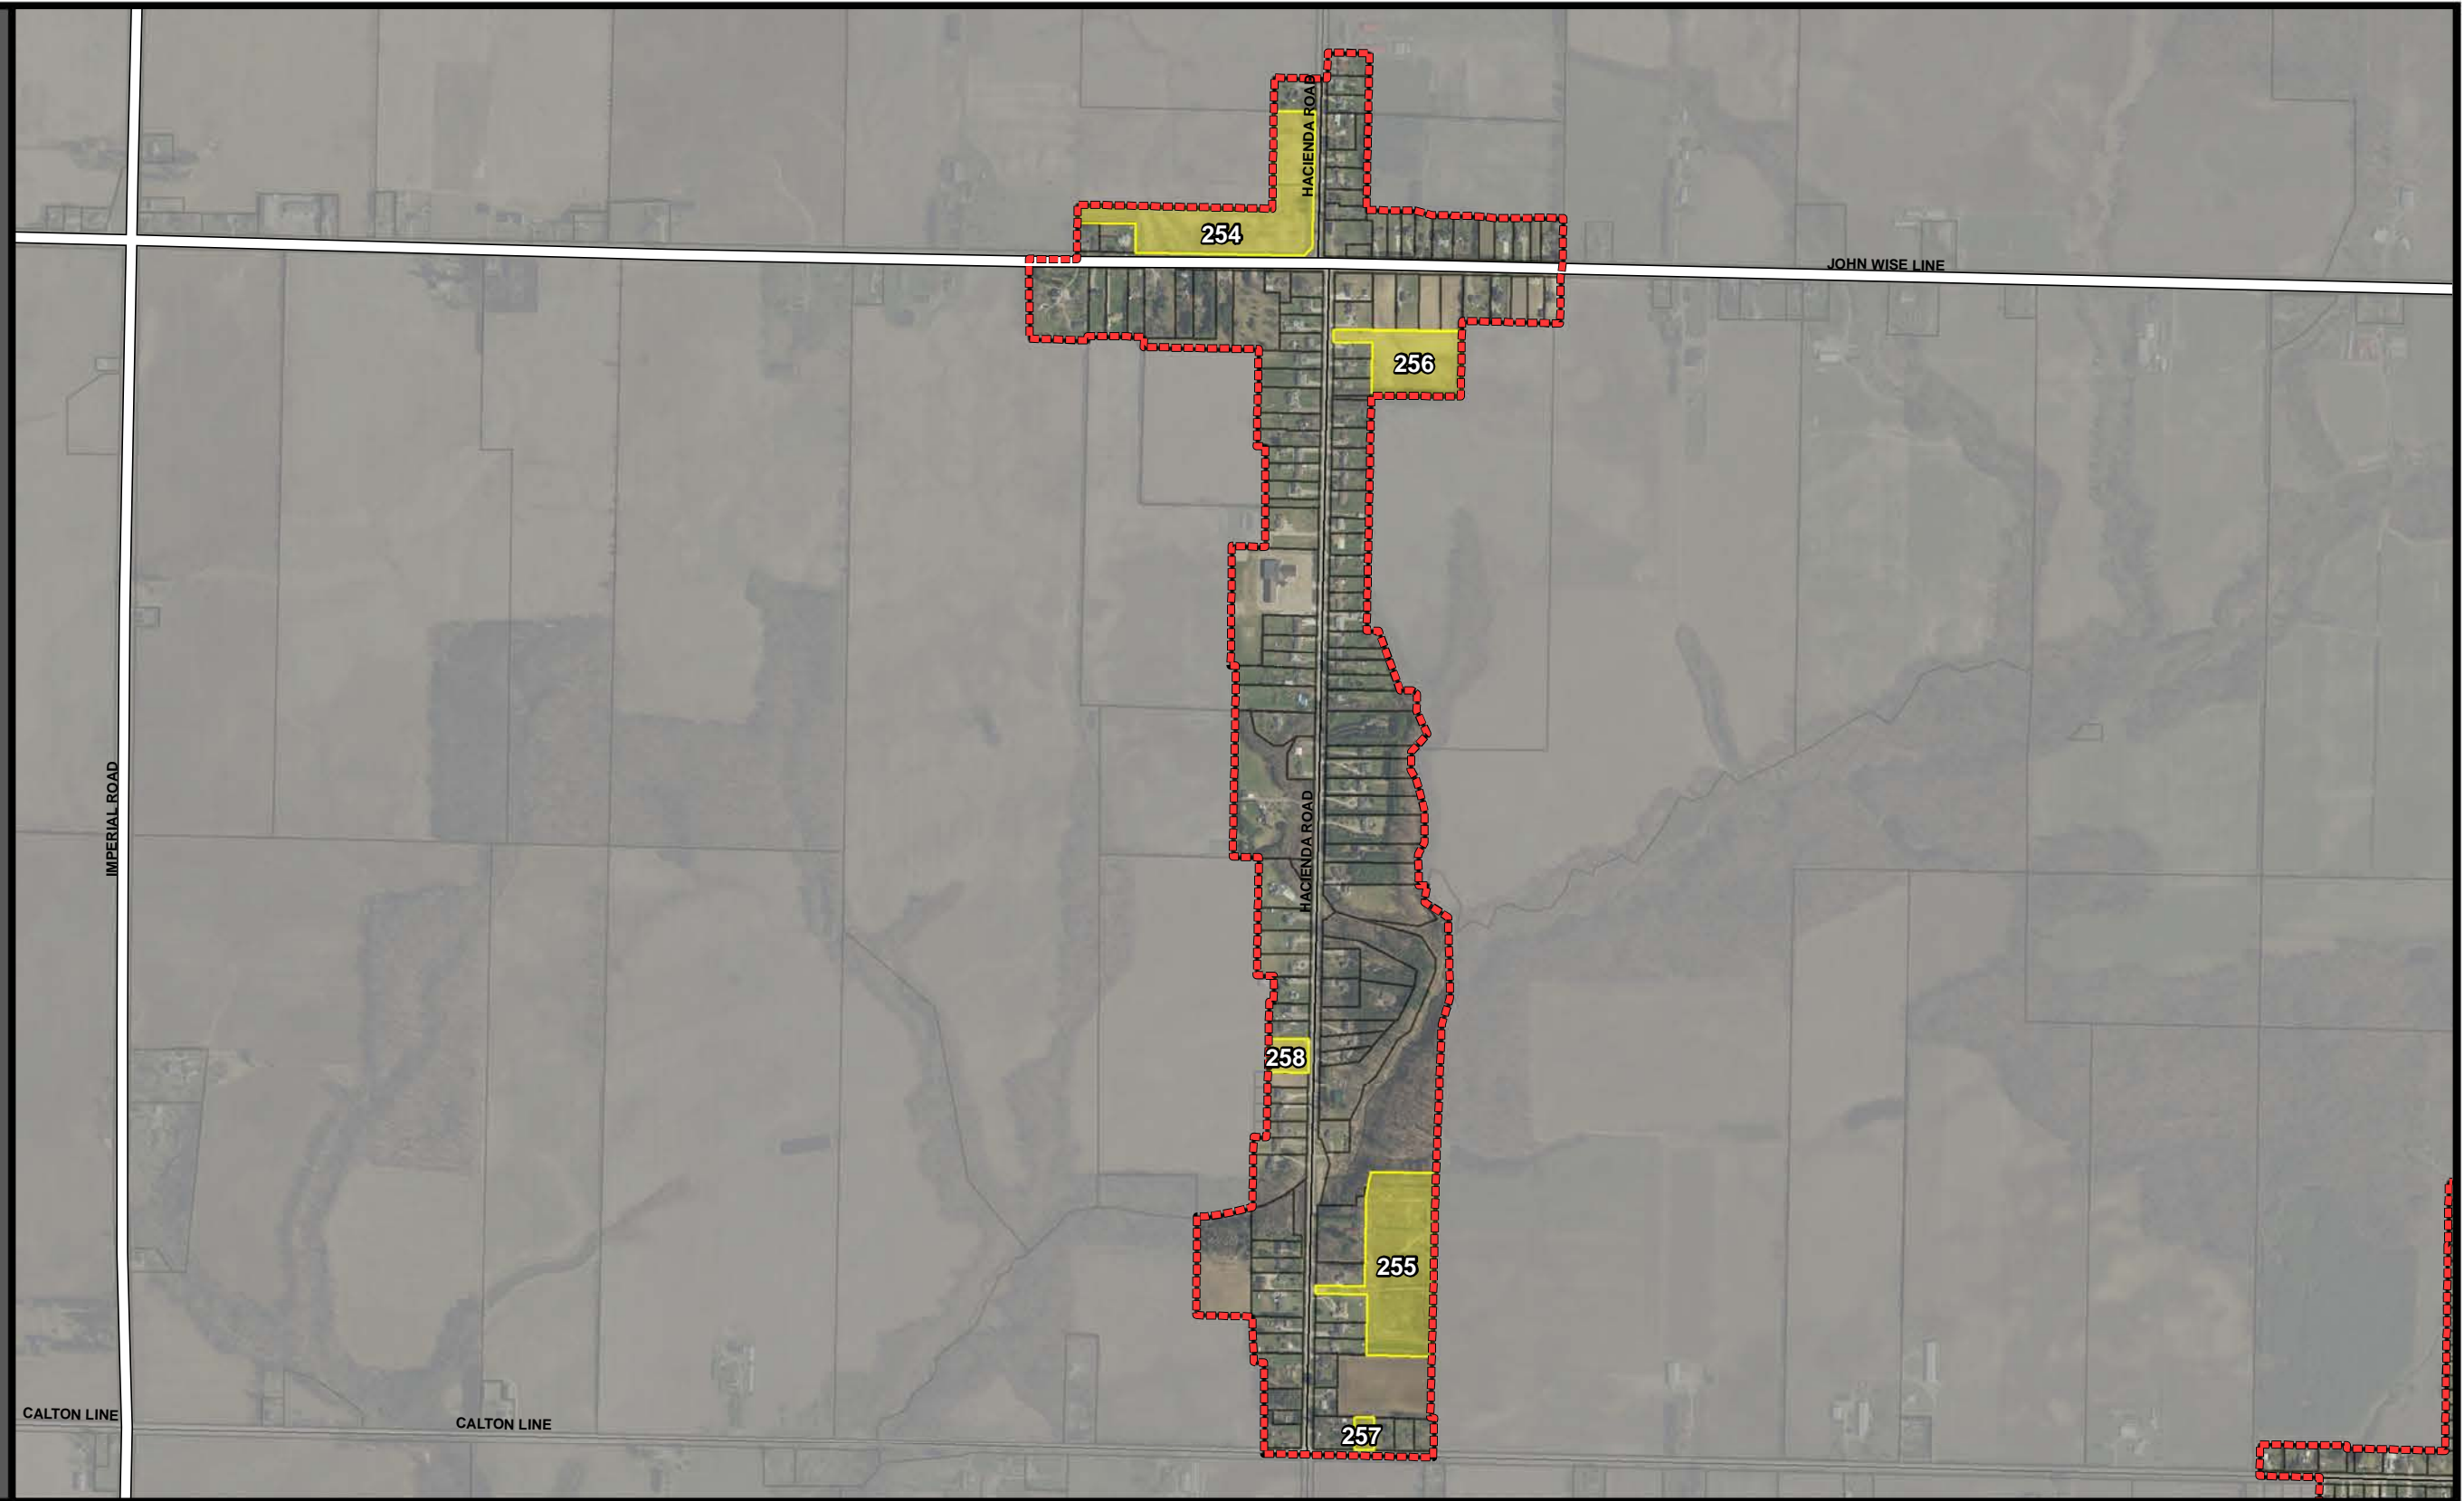 HACIENDA ROAD
254
JOHN WISE LINE
256
IMPERIAL ROAD
HACIENDA ROAD
258
255
CALTON LINE
CALTON LINE
257